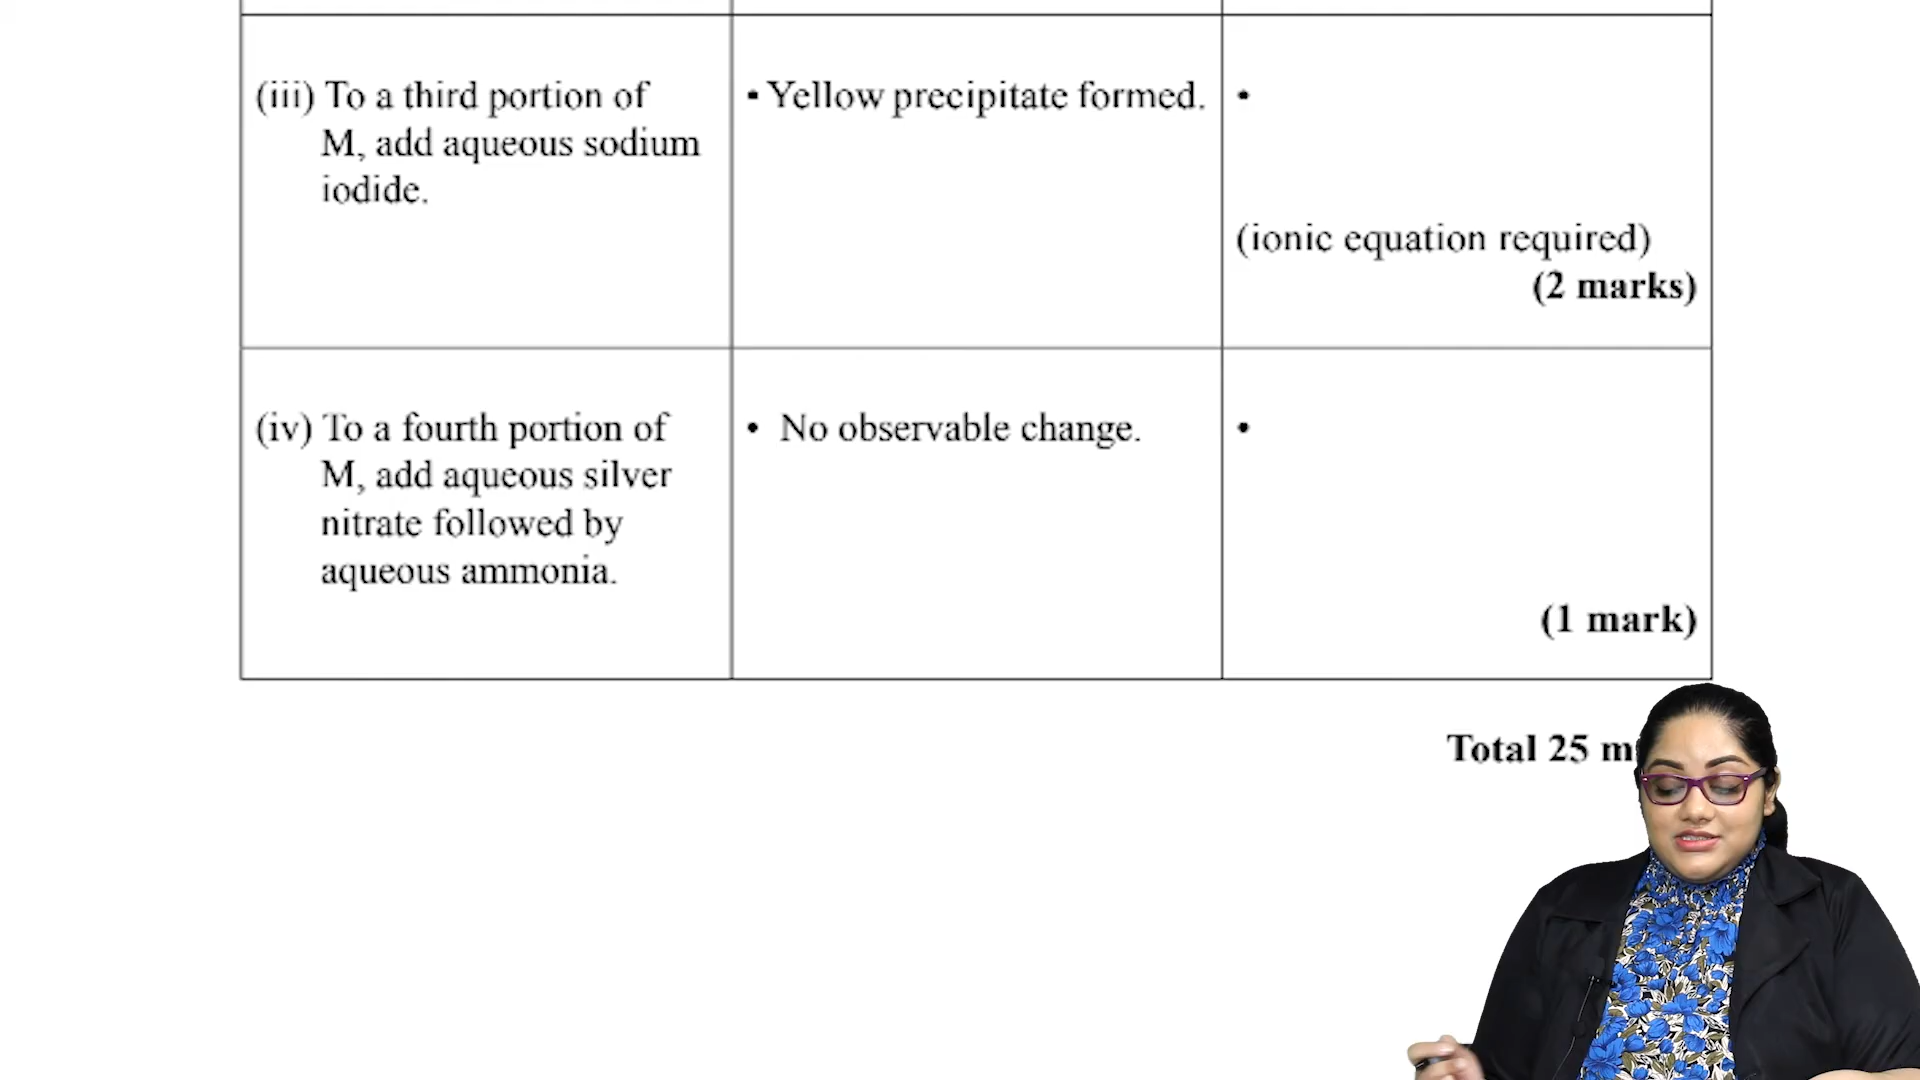 (iii) To a third portion of
M, add aqueous sodium
iodide.
• Yellow precipitate formed.
•
(ionic equation required)
(2 marks)
(iv) To a fourth portion of
M, add aqueous silver
nitrate followed by
aqueous ammonia.
• No observable change.
•
(1 mark)
Total 25 m